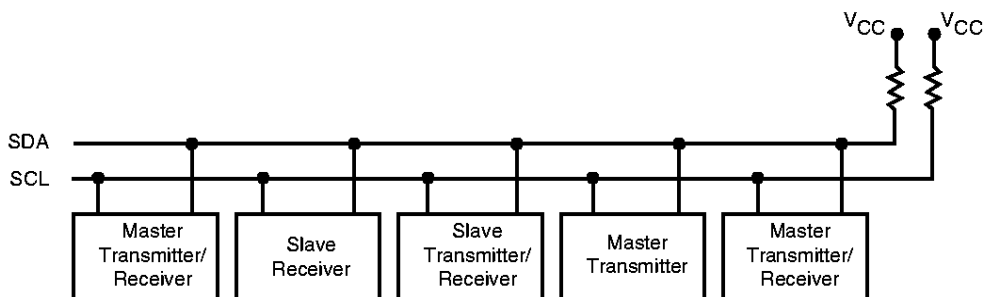 VCC VCC
SDA
SCL
Master
Transmitter/
Receiver
Slave
Receiver
Slave
Transmitter/
Receiver
Master
Transmitter
Master
Transmitter/
Receiver